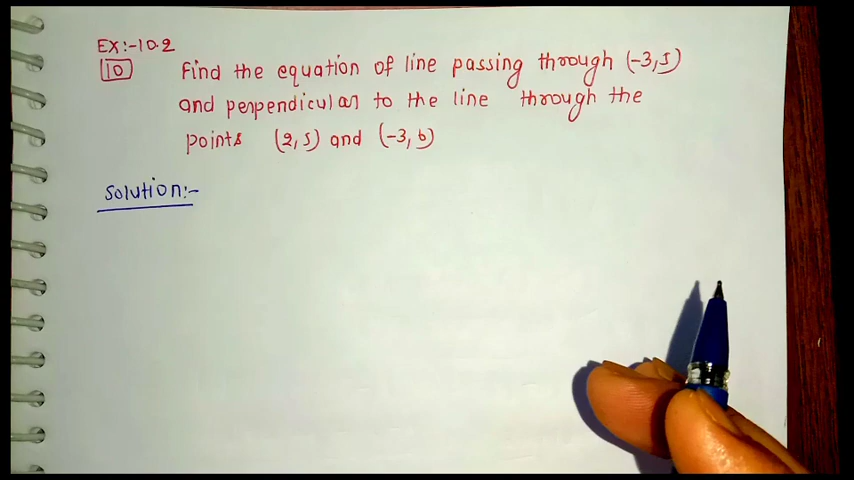 Ex:-10.2
10 Find the equation of line passing through (-3,5)
and perpendicular to the line through the
points (2,5) and (-3,6)
Solution:-